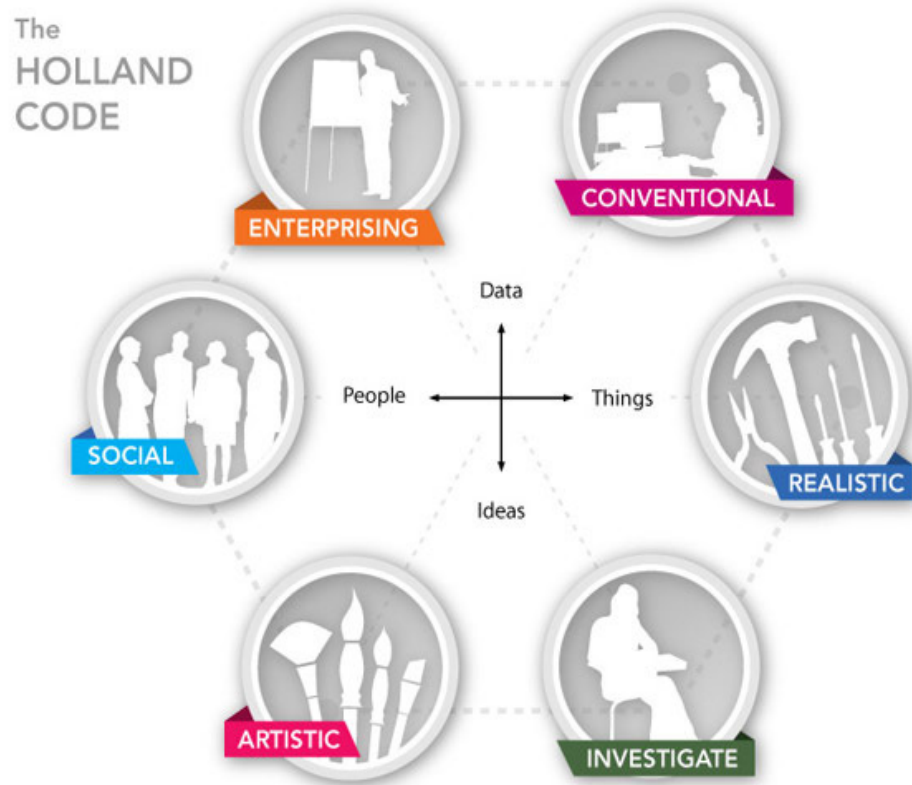 The
HOLLAND
CODE
ENTERPRISING
CONVENTIONAL
Data
People
Things
SOCIAL
REALISTIC
Ideas
ARTISTIC
INVESTIGATE